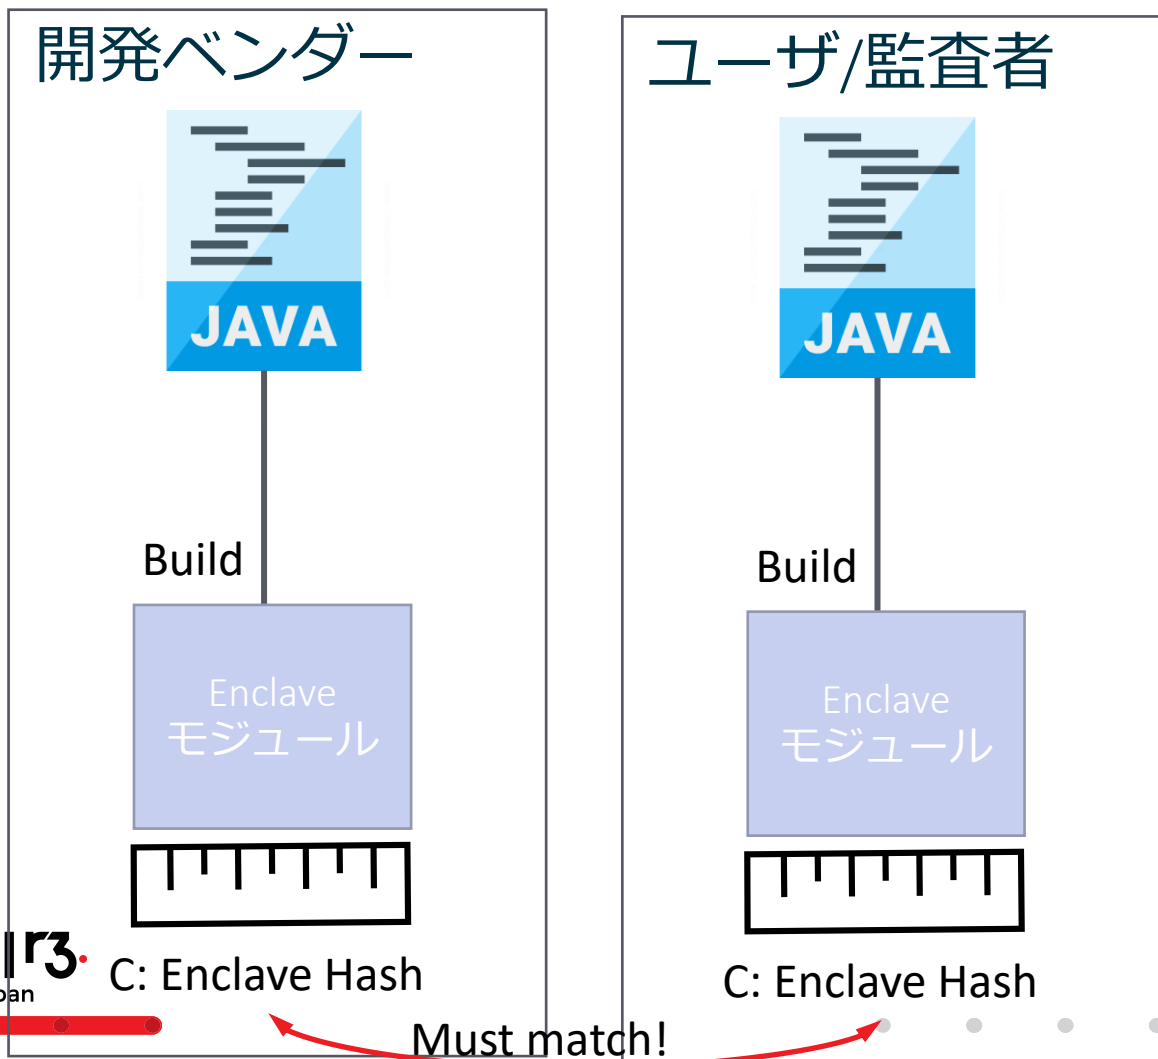 開発ベンダー
JAVA
Build
Enclave
モジュール
C: Enclave Hash
ユーザ/監査者
JAVA
Build
Enclave
モジュール
C: Enclave Hash
Must match!
r3.